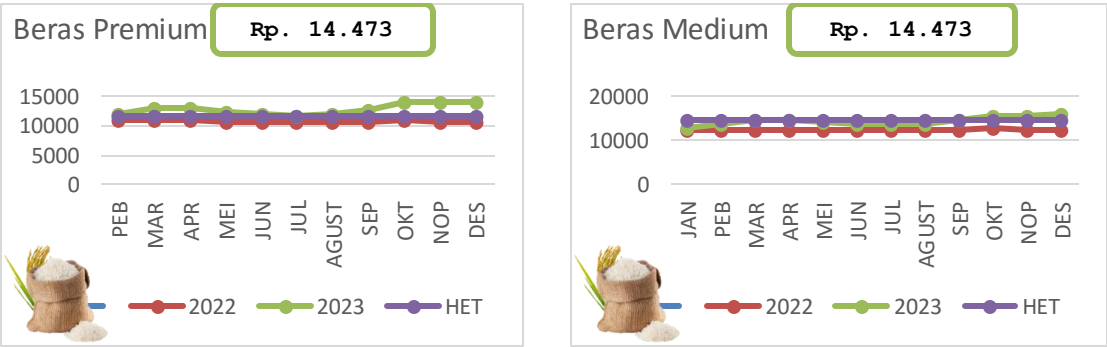 Beras Premium
Rp. 14.473
15000
10000
5000
0
PEB
MAR
APR
MEI
JUN
JUL
AGUST
SEP
OKT
NOP
DES
2022
2023
HET
Beras Medium
Rp. 14.473
20000
10000
0
JAN
PEB
MAR
APR
MEI
JUN
JUL
AGUST
SEP
OKT
NOP
DES
2022
2023
HET